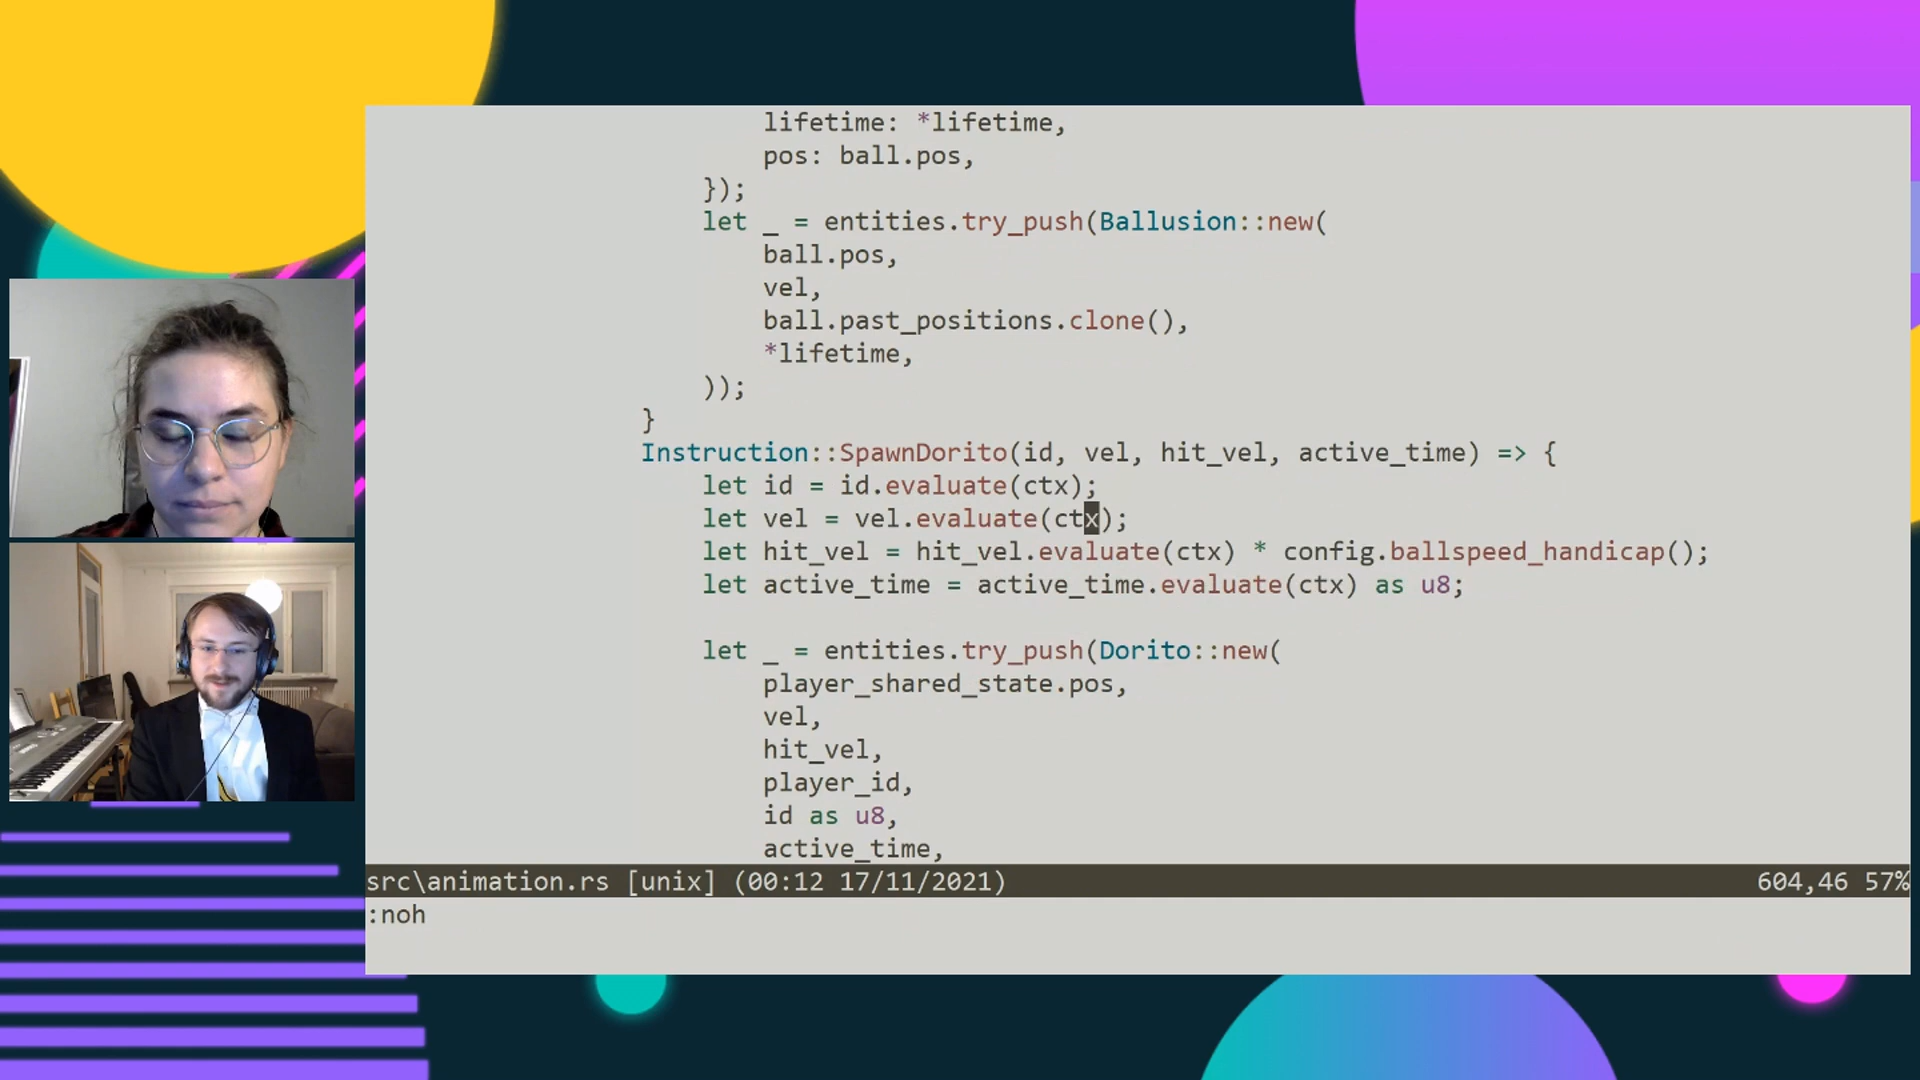 lifetime: *lifetime,
pos: ball.pos,
});
let _ = entities.try_push(Ballusion::new(
ball.pos,
vel,
ball.past_positions.clone(),
*lifetime,
));
}
Instruction::SpawnDorito(id, vel, hit_vel, active_time) => {
let id = id.evaluate(ctx);
let vel = vel.evaluate(ctx);
let hit_vel = hit_vel.evaluate(ctx) * config.ballspeed_handicap();
let active_time = active_time.evaluate(ctx) as u8;
let _ = entities.try_push(Dorito::new(
player_shared_state.pos,
vel,
hit_vel,
player_id,
id as u8,
active_time,
src\animation.rs [unix] (00:12 17/11/2021) 604,46 57%
:noh